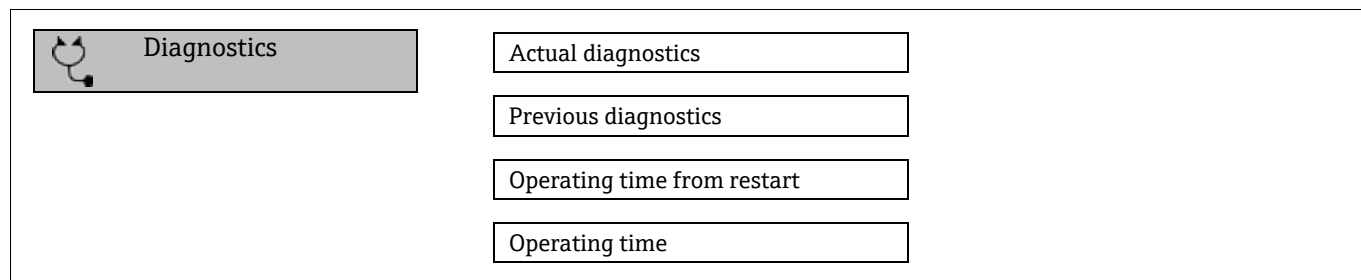 Diagnostics
Actual diagnostics
Previous diagnostics
Operating time from restart
Operating time